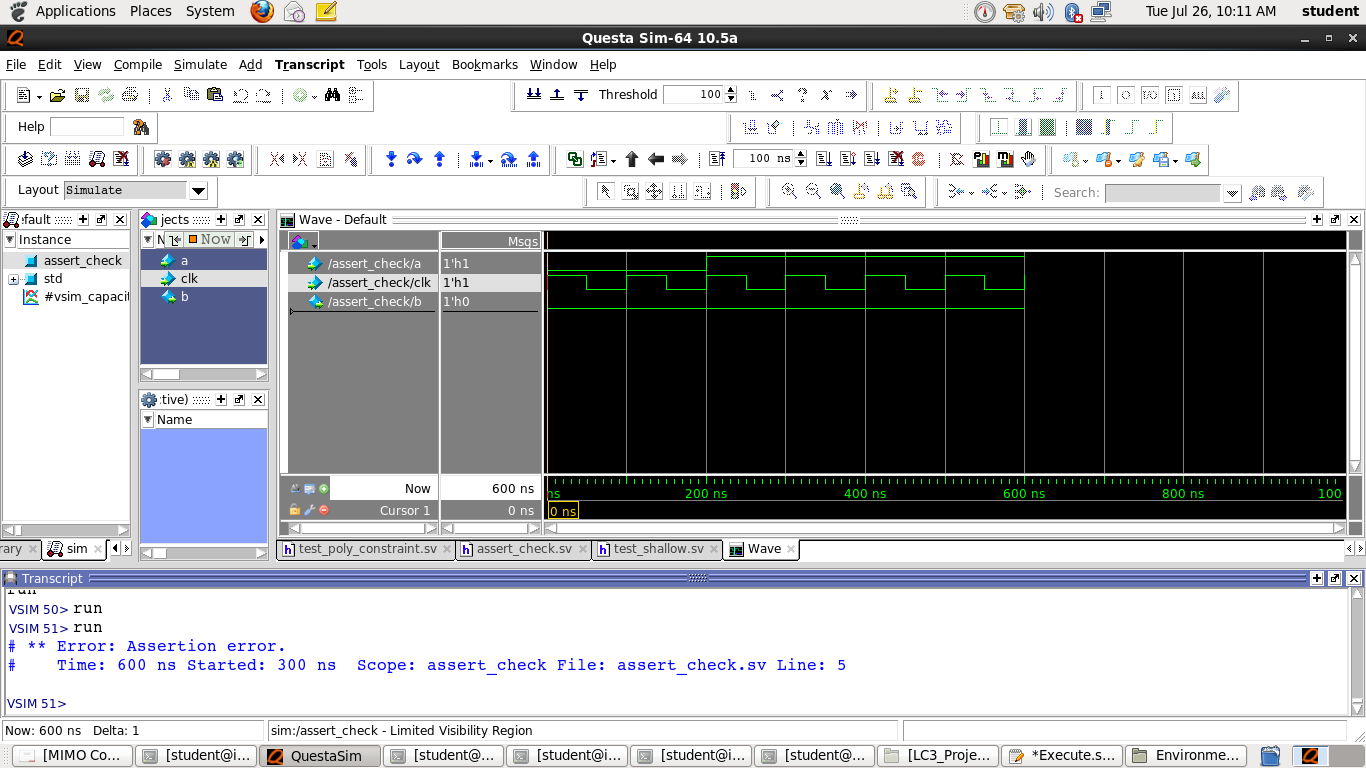 Applications Places System Tue Jul 26, 10:11 AM student
Questa Sim-64 10.5a
File Edit View Compile Simulate Add Transcript Tools Layout Bookmarks Window Help
Threshold 100
ALL
Help
100 ns
Layout Simulate Search:
fault jects Wave - Default
Instance N Now Msgs
assert_check a /assert_check/a 1'h1
std clk /assert_check/clk 1'h1
#vsim_capacit b /assert_check/b 1'h0
tive)
Name
Now 600 ns ns 200 ns 400 ns 600 ns 800 ns 100
Cursor 1 0 ns 0 ns
rary sim test_poly_constraint.sv assert_check.sv test_shallow.sv Wave
Transcript
run
VSIM 50> run
VSIM 51> run
# ** Error: Assertion error.
# Time: 600 ns Started: 300 ns Scope: assert_check File: assert_check.sv Line: 5
VSIM 51>
Now: 600 ns Delta: 1 sim:/assert_check - Limited Visibility Region
[MIMO Co... [student@i... QuestaSim [student@... [student@i... [student@i... [student@... [LC3_Proje... *Execute.s... Environme...